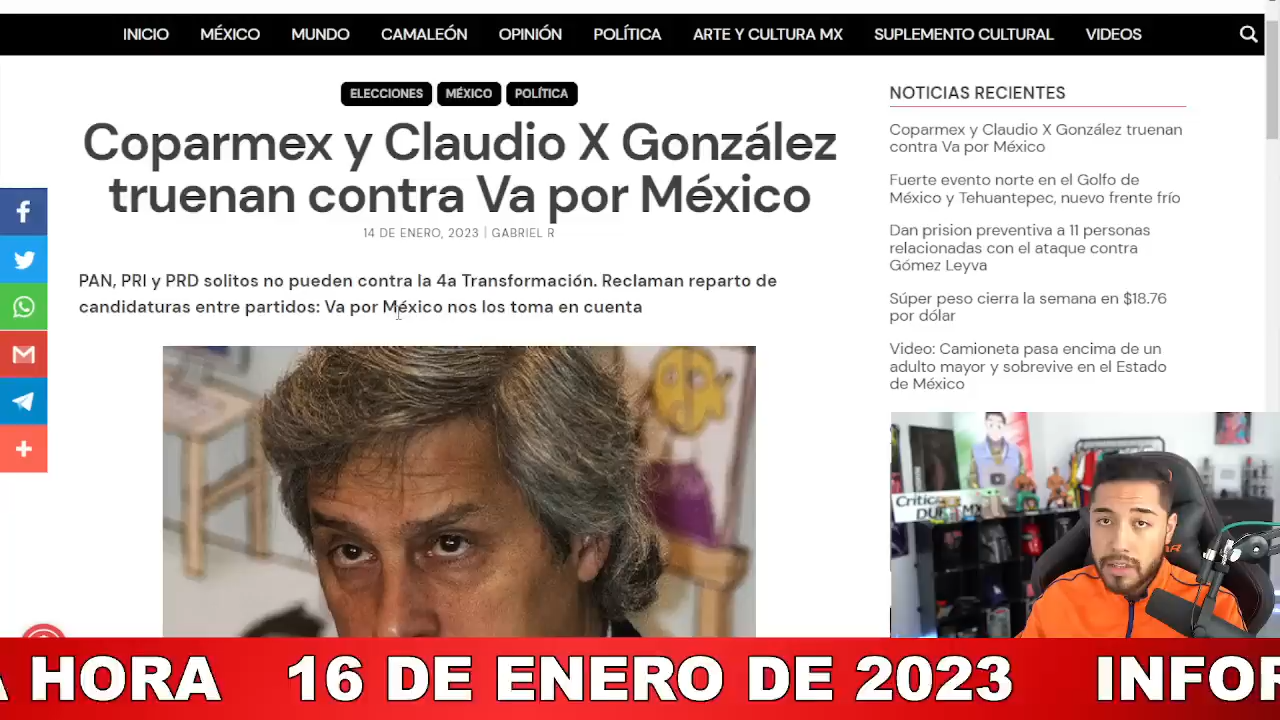 INICIO MÉXICO MUNDO CAMALEÓN OPINIÓN POLÍTICA ARTE Y CULTURA MX SUPLEMENTO CULTURAL VIDEOS
ELECCIONES MÉXICO POLÍTICA
Coparmex y Claudio X González
truenan contra Va por México
14 DE ENERO, 2023 | GABRIEL R
PAN, PRI y PRD solitos no pueden contra la 4a Transformación. Reclaman reparto de
candidaturas entre partidos: Va por México nos los toma en cuenta
NOTICIAS RECIENTES
Coparmex y Claudio X González truenan
contra Va por México
Fuerte evento norte en el Golfo de
México y Tehuantepec, nuevo frente frío
Dan prision preventiva a 11 personas
relacionadas con el ataque contra
Gómez Leyva
Súper peso cierra la semana en $18.76
por dólar
Video: Camioneta pasa encima de un
adulto mayor y sobrevive en el Estado
de México
A HORA 16 DE ENERO DE 2023 INFOR